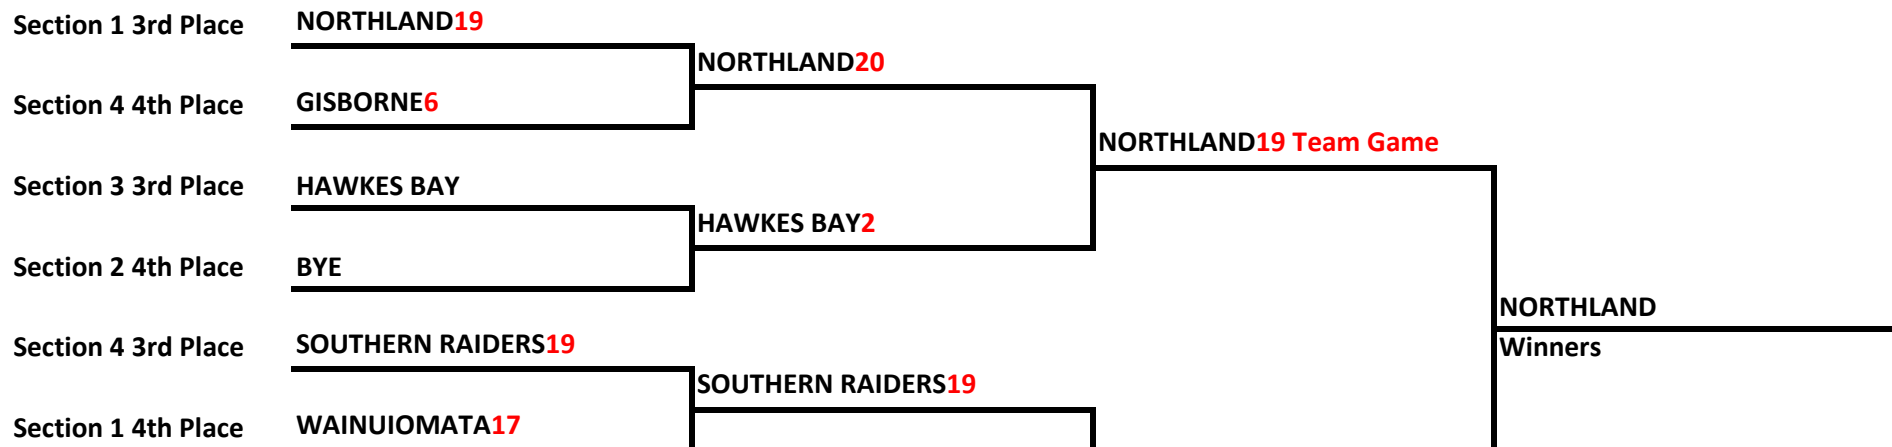 Section 1 3rd Place NORTHLAND19
NORTHLAND20
Section 4 4th Place GISBORNE6
NORTHLAND19 Team Game
Section 3 3rd Place HAWKES BAY
HAWKES BAY2
Section 2 4th Place BYE
NORTHLAND
Winners
Section 4 3rd Place SOUTHERN RAIDERS19
SOUTHERN RAIDERS19
Section 1 4th Place WAINUIOMATA17